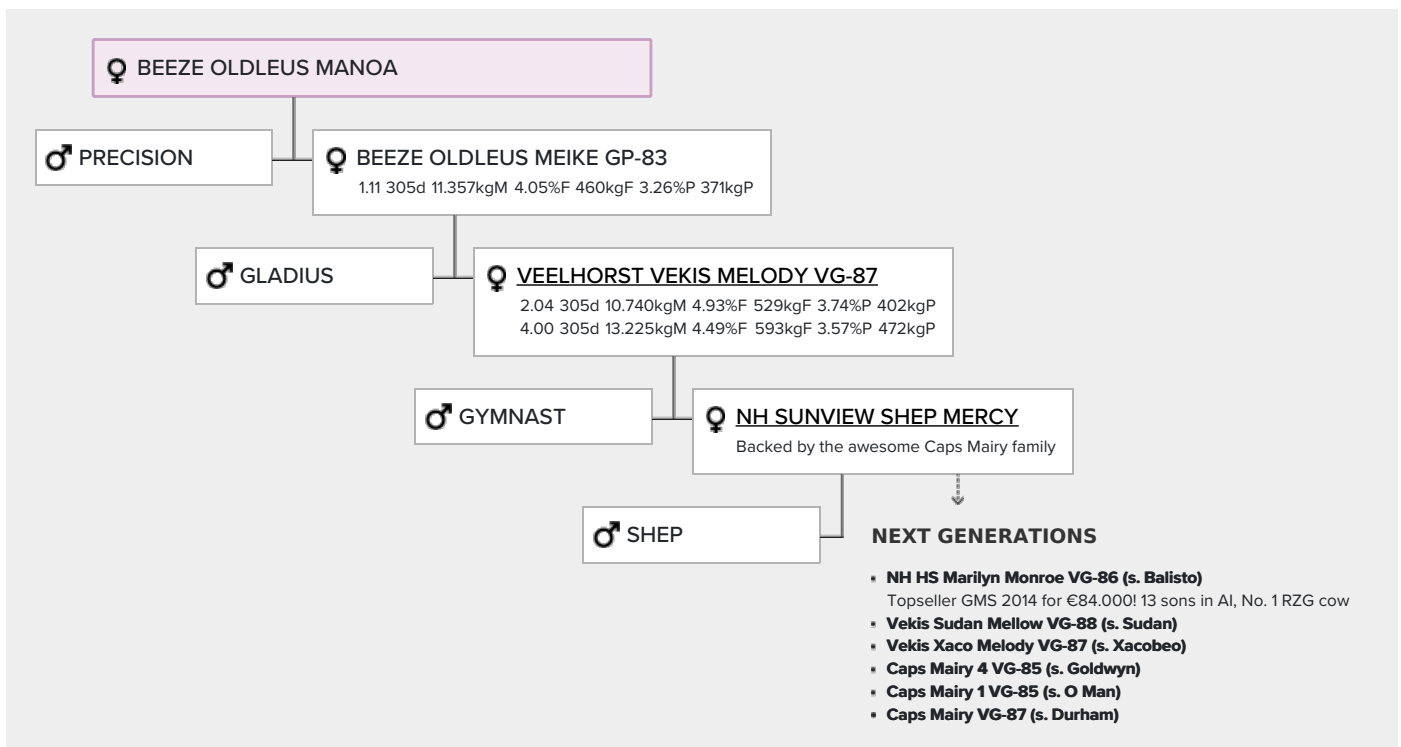 BEEZE OLDLEUS MANOA
PRECISION
BEEZE OLDLEUS MEIKE GP-83
1.11 305d 11.357kgM 4.05%F 460kgF 3.26%P 371kgP
GLADIUS
VEELHORST VEKIS MELODY VG-87
2.04 305d 10.740kgM 4.93%F 529kgF 3.74%P 402kgP
4.00 305d 13.225kgM 4.49%F 593kgF 3.57%P 472kgP
GYMNAST
NH SUNVIEW SHEP MERCY
Backed by the awesome Caps Mairy family
SHEP
NEXT GENERATIONS
NH HS Marilyn Monroe VG-86 (s. Balisto)
Topseller GMS 2014 for €84.000! 13 sons in AI, No. 1 RZG cow
Vekis Sudan Mellow VG-88 (s. Sudan)
Vekis Xaco Melody VG-87 (s. Xacobeo)
Caps Mairy 4 VG-85 (s. Goldwyn)
Caps Mairy 1 VG-85 (s. O Man)
Caps Mairy VG-87 (s. Durham)